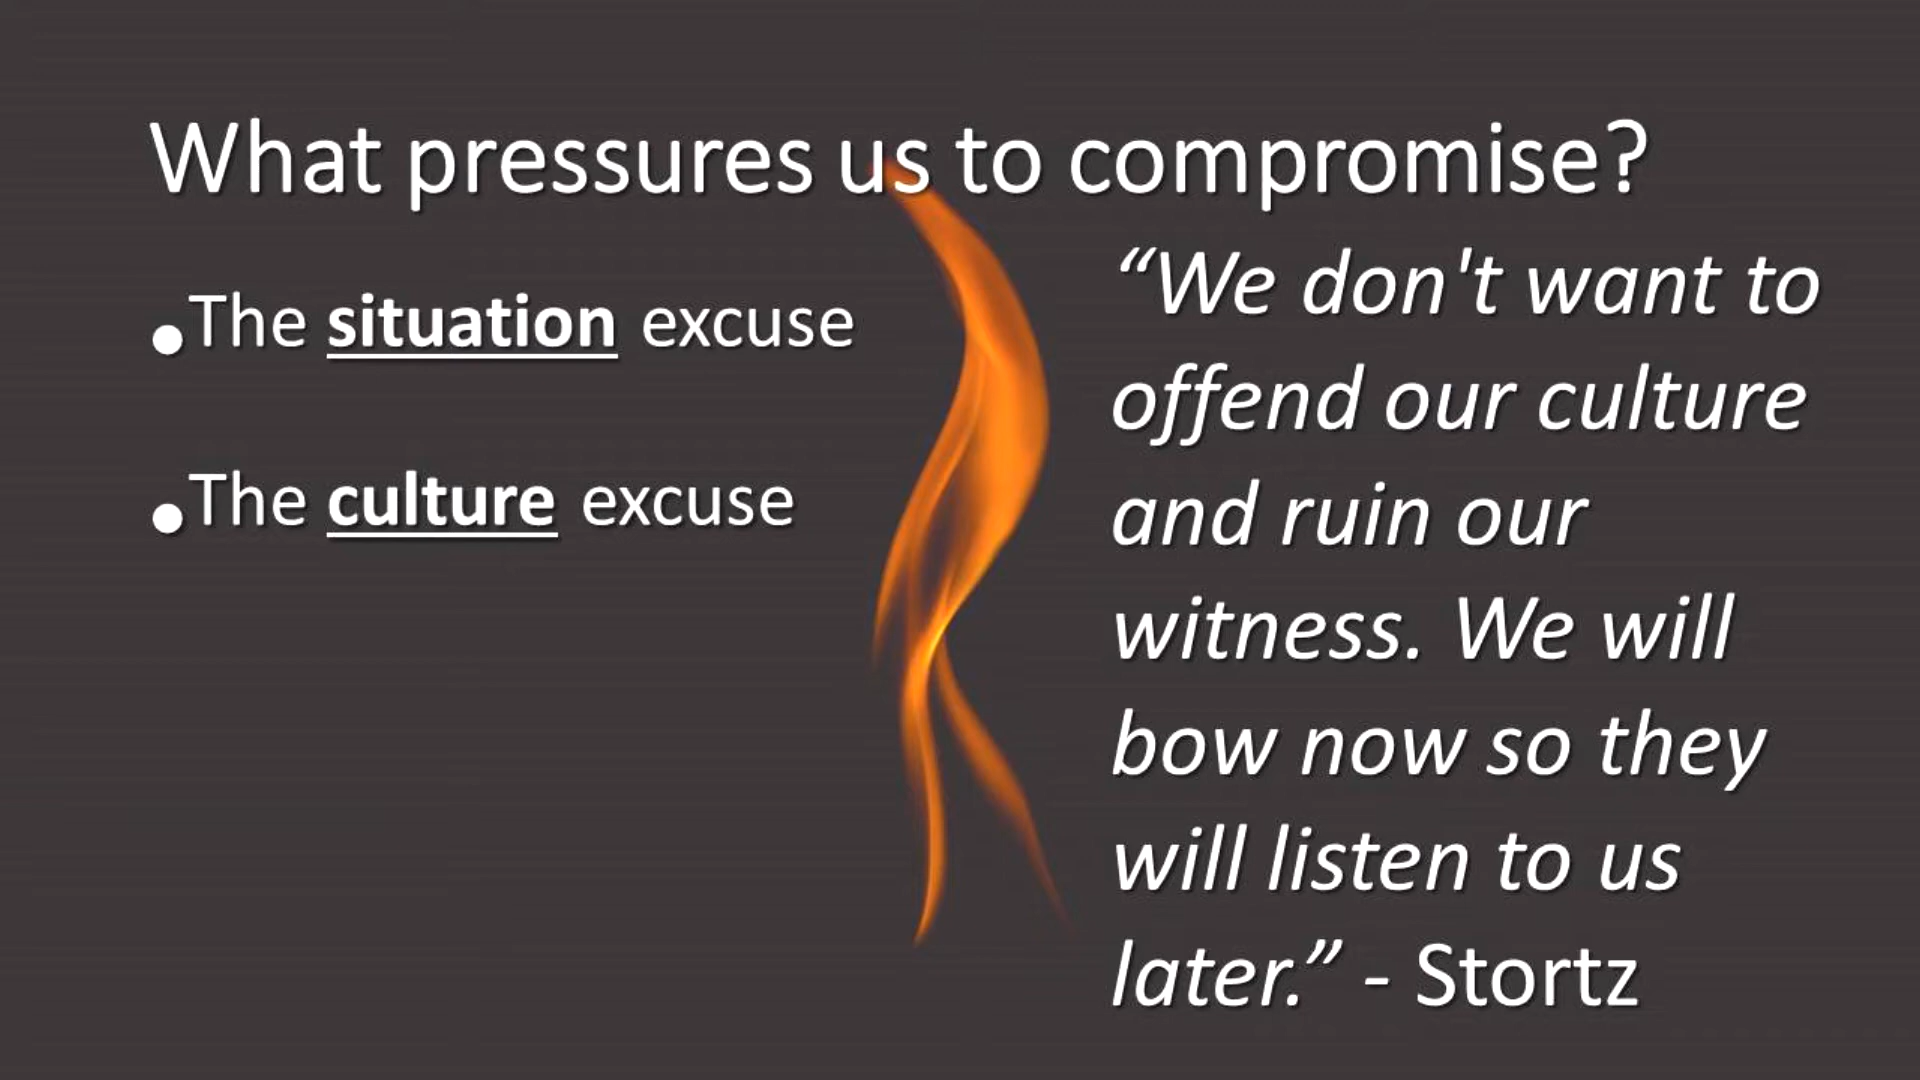 What pressures us to compromise?
•The situation excuse
•The culture excuse
“We don't want to
offend our culture
and ruin our
witness. We will
bow now so they
will listen to us
later.” - Stortz